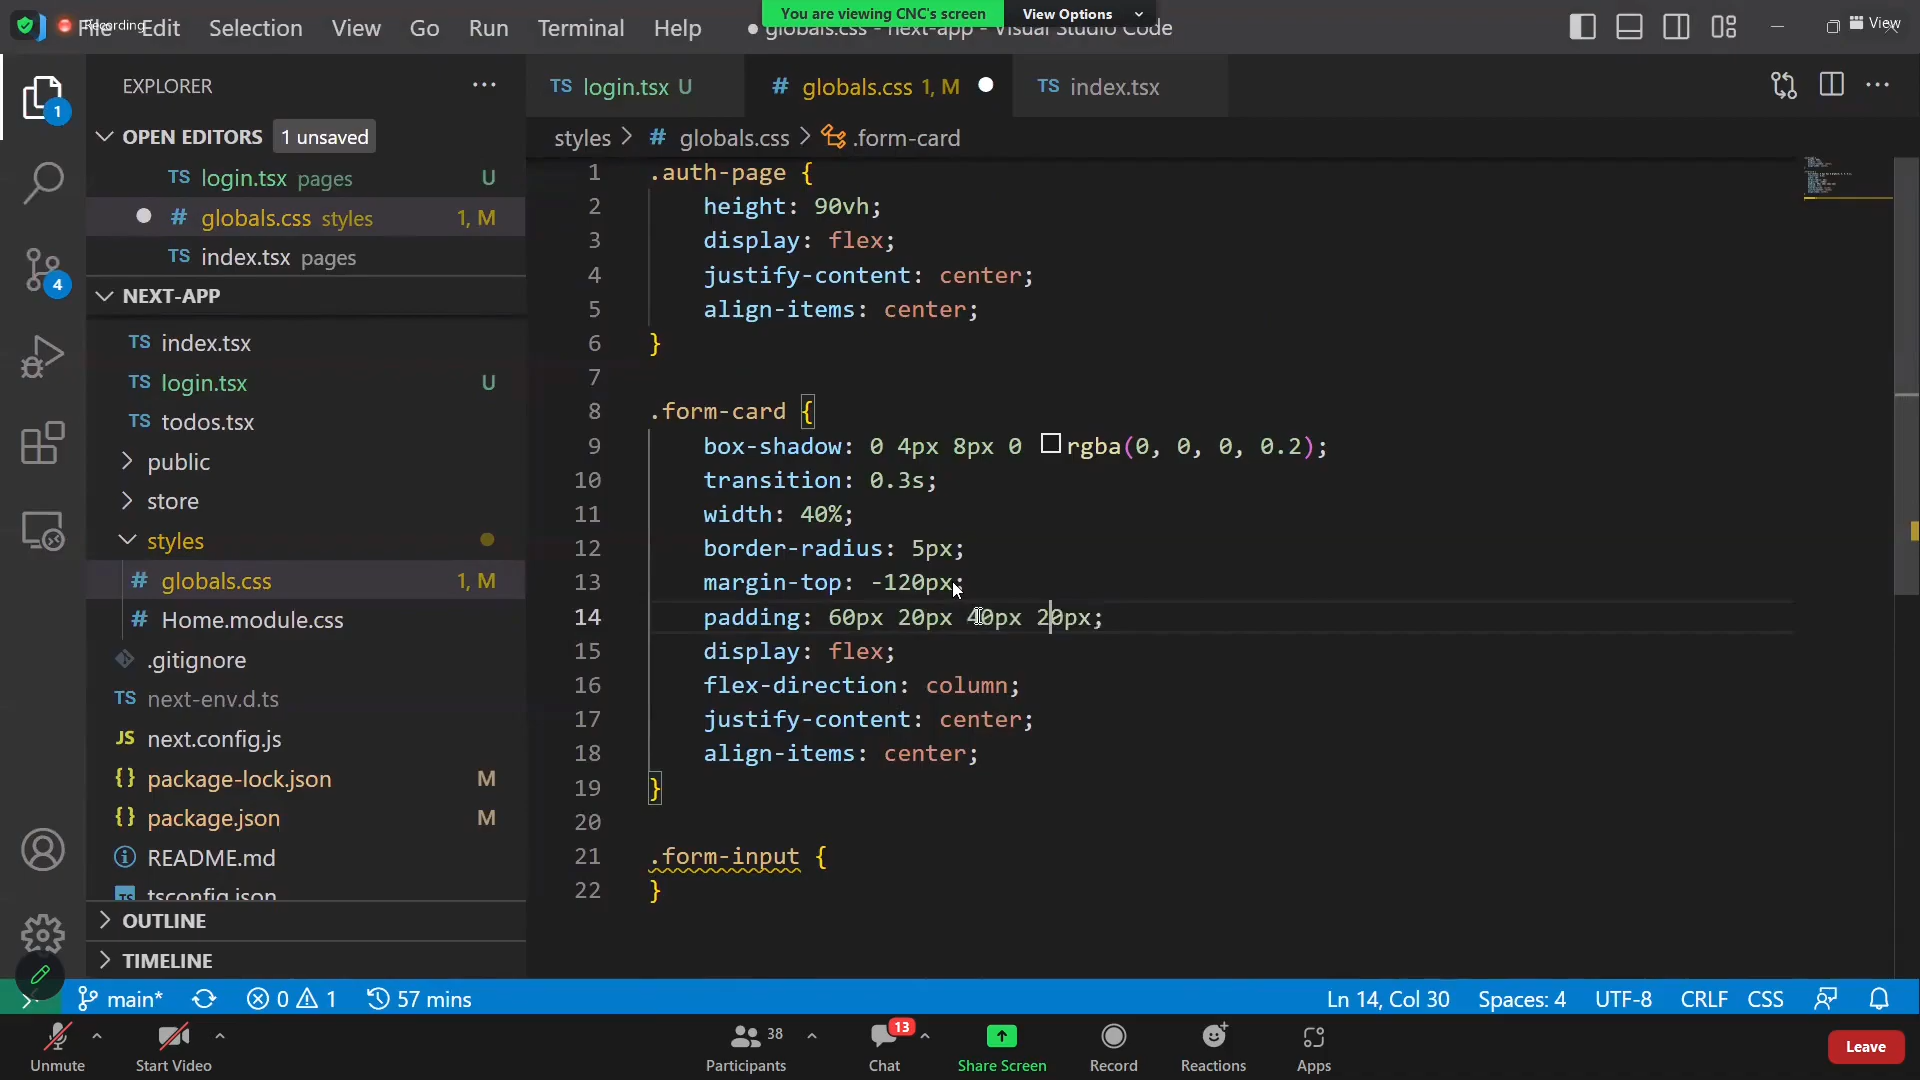 Recording
File Edit Selection View Go Run Terminal Help
You are viewing CNC's screen View Options
● globals.css - next-app - Visual Studio Code
View
EXPLORER ···
TS login.tsx U
# globals.css 1, M
TS index.tsx
1
OPEN EDITORS 1 unsaved
styles > # globals.css > .form-card
TS login.tsx pages U
# globals.css styles 1, M
TS index.tsx pages
4
NEXT-APP
TS index.tsx
TS login.tsx U
TS todos.tsx
public
store
styles
# globals.css 1, M
# Home.module.css
.gitignore
TS next-env.d.ts
JS next.config.js
{} package-lock.json M
{} package.json M
README.md
TS tsconfig.json
OUTLINE
TIMELINE
1 .auth-page {
2 height: 90vh;
3 display: flex;
4 justify-content: center;
5 align-items: center;
6 }
7
8 .form-card {
9 box-shadow: 0 4px 8px 0 rgba(0, 0, 0, 0.2);
10 transition: 0.3s;
11 width: 40%;
12 border-radius: 5px;
13 margin-top: -120px;
14 padding: 60px 20px 40px 20px;
15 display: flex;
16 flex-direction: column;
17 justify-content: center;
18 align-items: center;
19 }
20
21 .form-input {
22 }
main* 0 1 57 mins Ln 14, Col 30 Spaces: 4 UTF-8 CRLF CSS
Unmute Start Video Participants 38 Chat 13 Share Screen Record Reactions Apps Leave